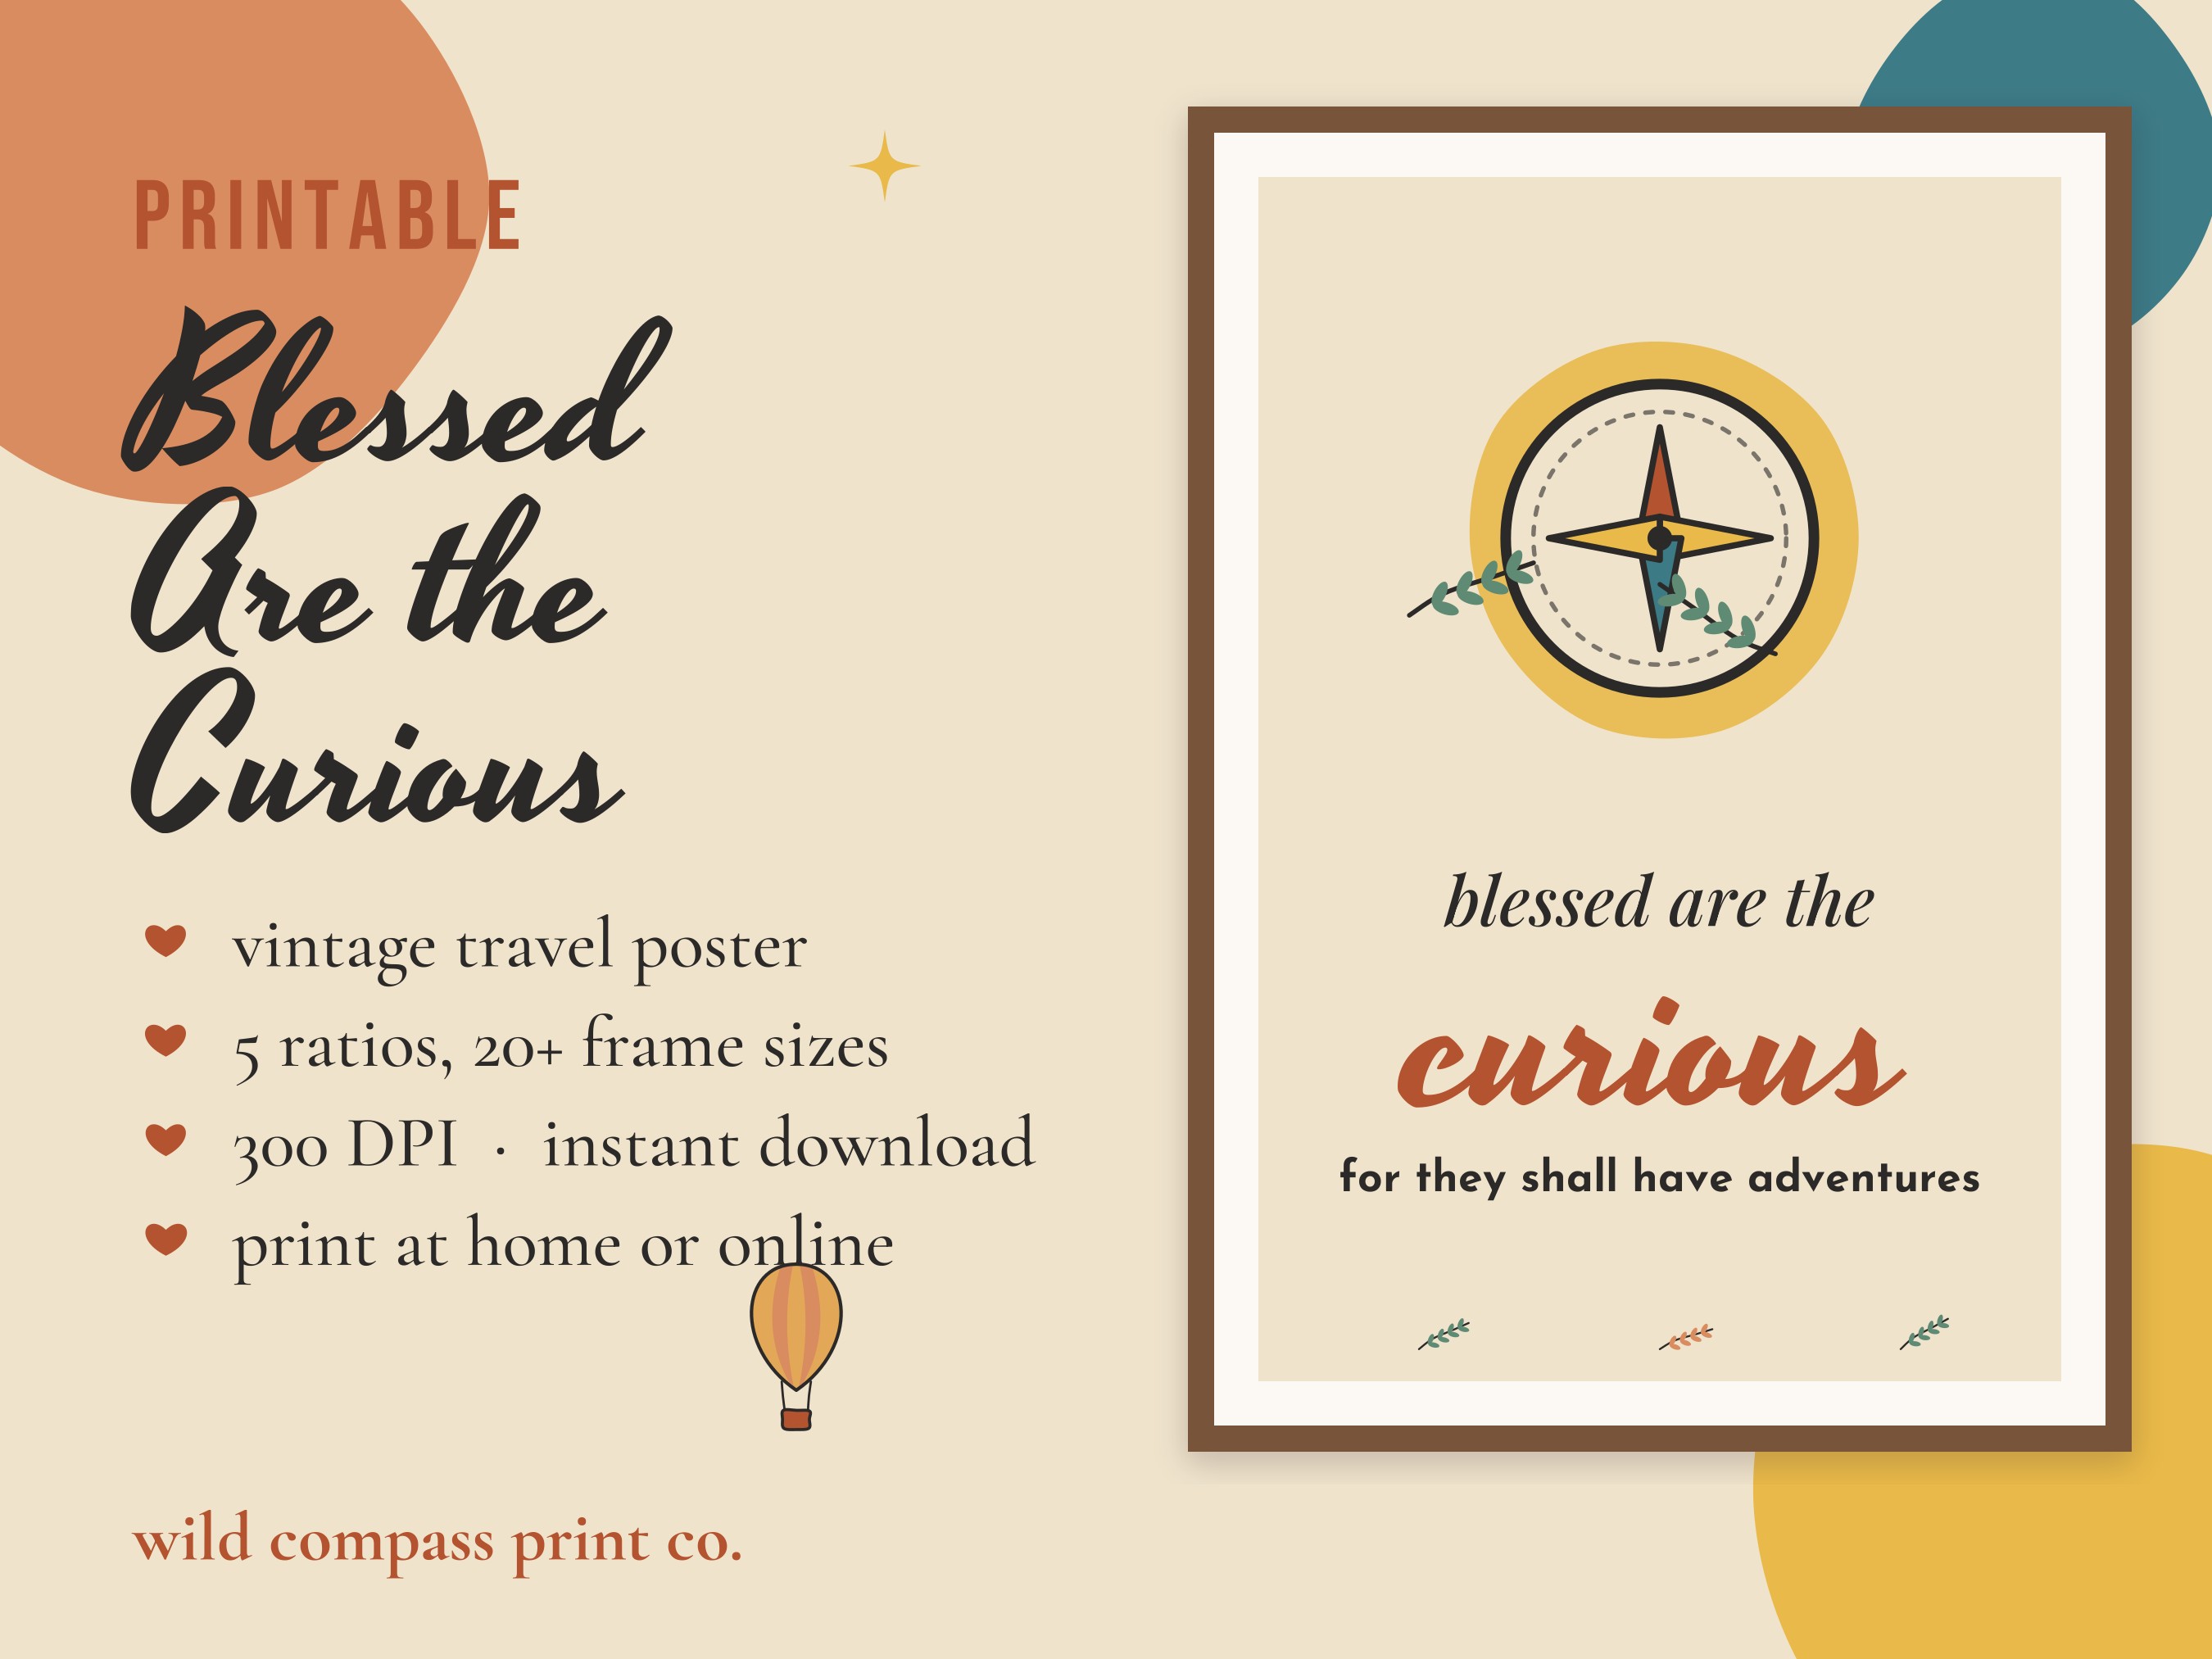 PRINTABLE
Blessed
Are the
Curious
vintage travel poster
5 ratios, 20+ frame sizes
300 DPI · instant download
print at home or online
wild compass print co.
blessed are the
curious
for they shall have adventures